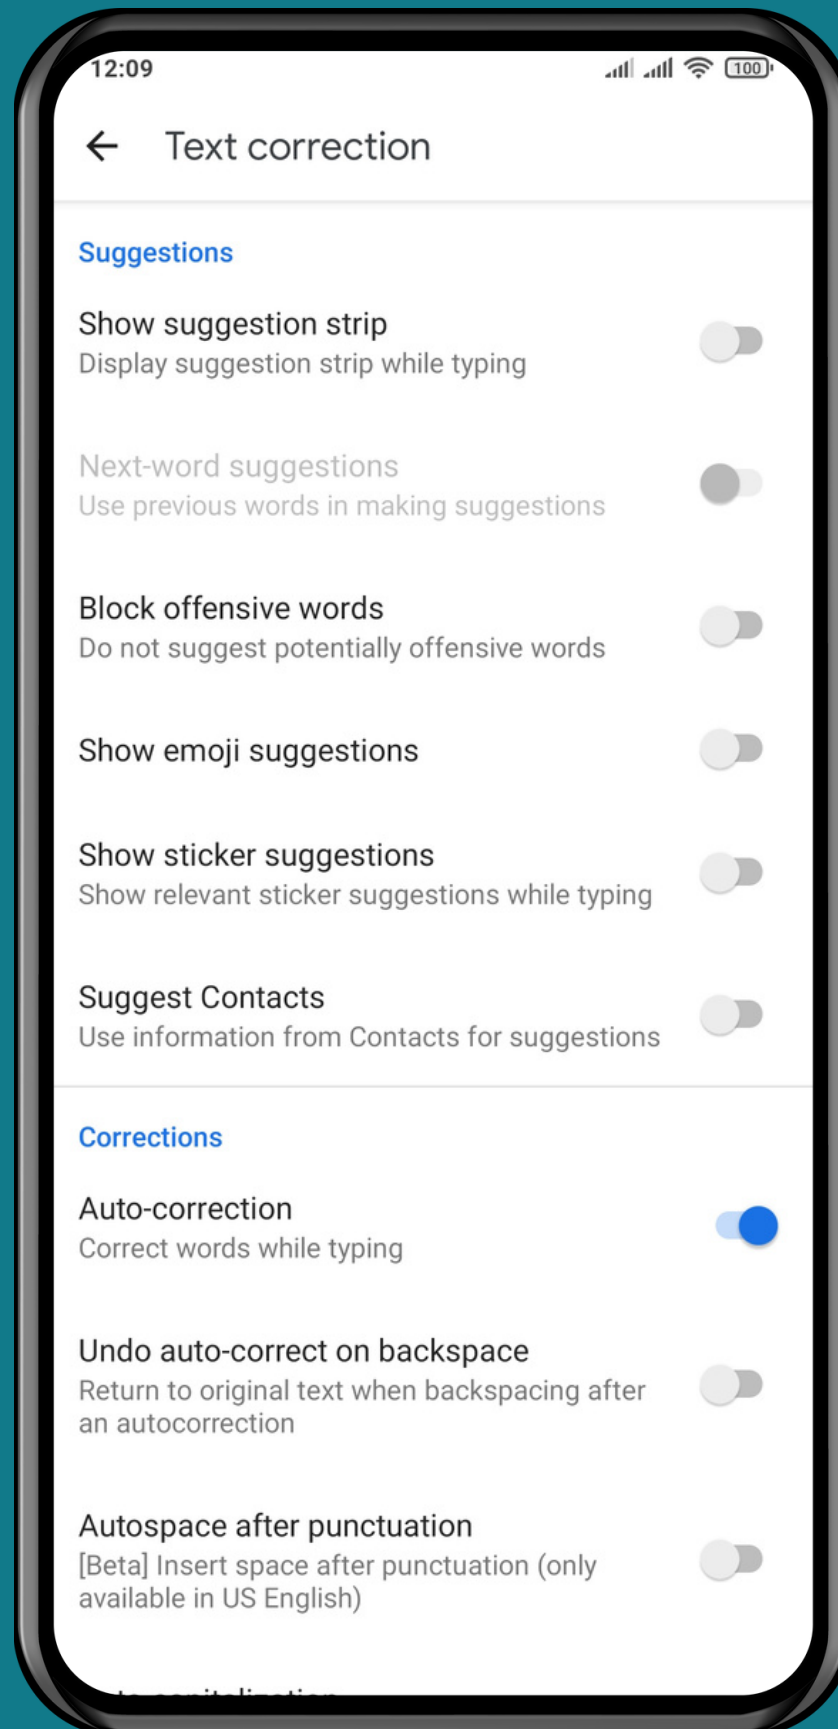 12:09
100
Text correction
Suggestions
Show suggestion strip
Display suggestion strip while typing
Next-word suggestions
Use previous words in making suggestions
Block offensive words
Do not suggest potentially offensive words
Show emoji suggestions
Show sticker suggestions
Show relevant sticker suggestions while typing
Suggest Contacts
Use information from Contacts for suggestions
Corrections
Auto-correction
Correct words while typing
Undo auto-correct on backspace
Return to original text when backspacing after
an autocorrection
Autospace after punctuation
[Beta] Insert space after punctuation (only
available in US English)